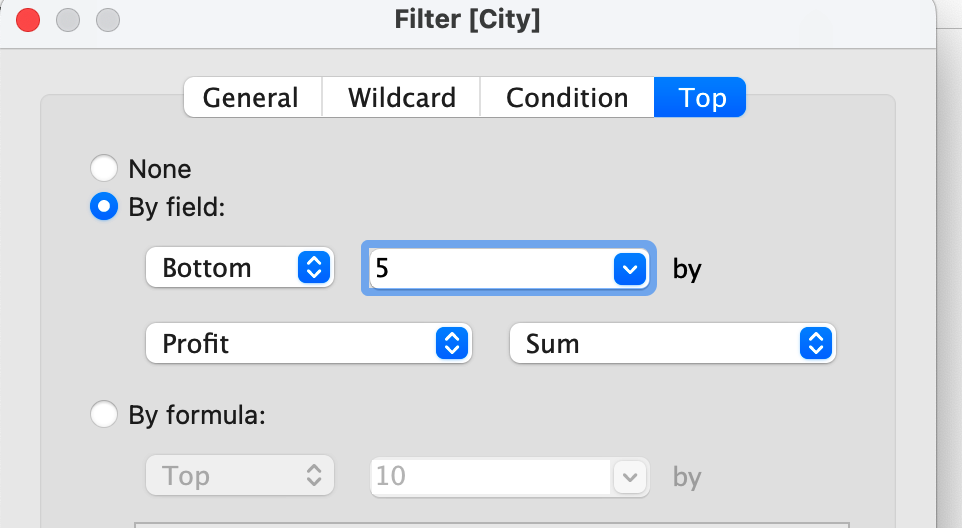 Filter [City]
General Wildcard Condition Top
None
By field:
Bottom 5 by
Profit Sum
By formula:
Top 10 by